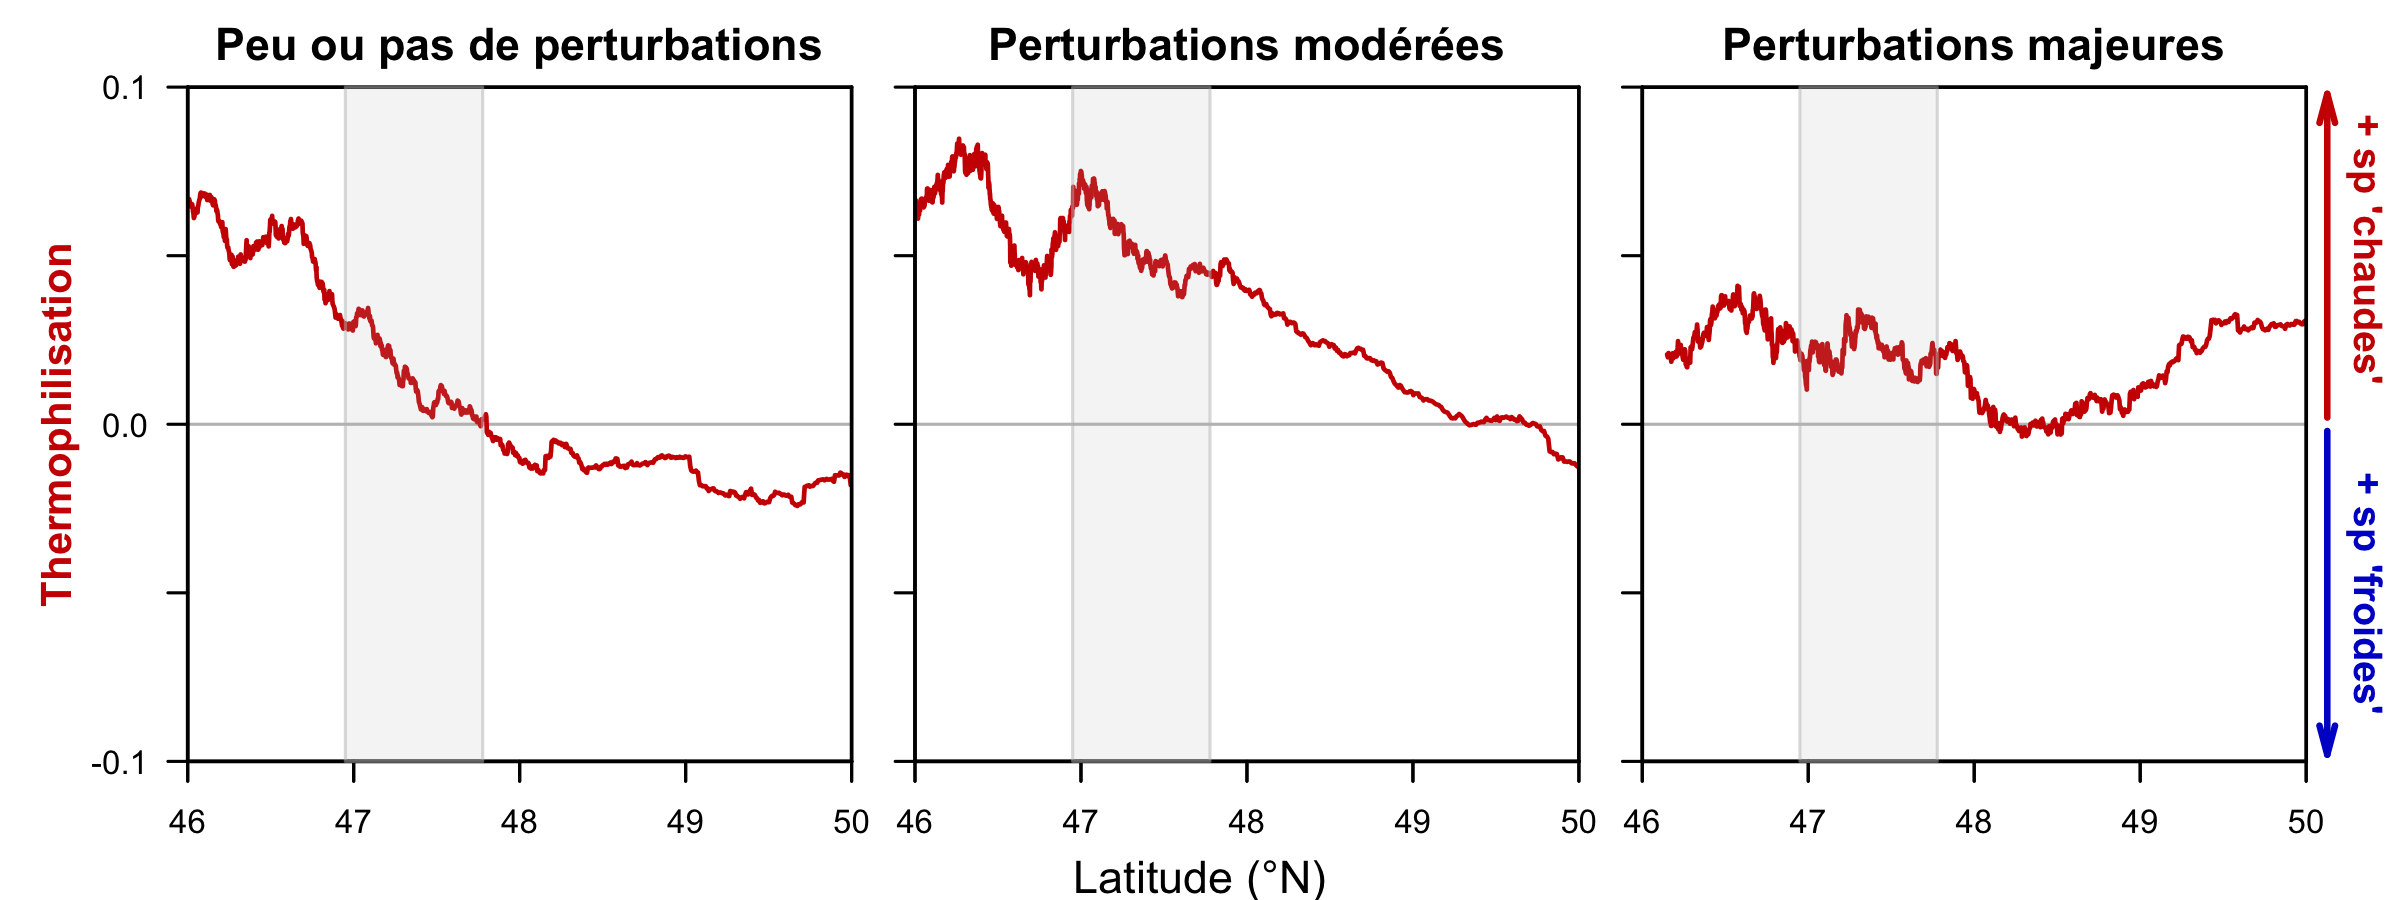 Peu ou pas de perturbations
Perturbations modérées
Perturbations majeures
Thermophilisation
0.1
0.0
-0.1
46 47 48 49 50
46 47 48 49 50
46 47 48 49 50
Latitude (°N)
+ sp 'chaudes'
+ sp 'froides'